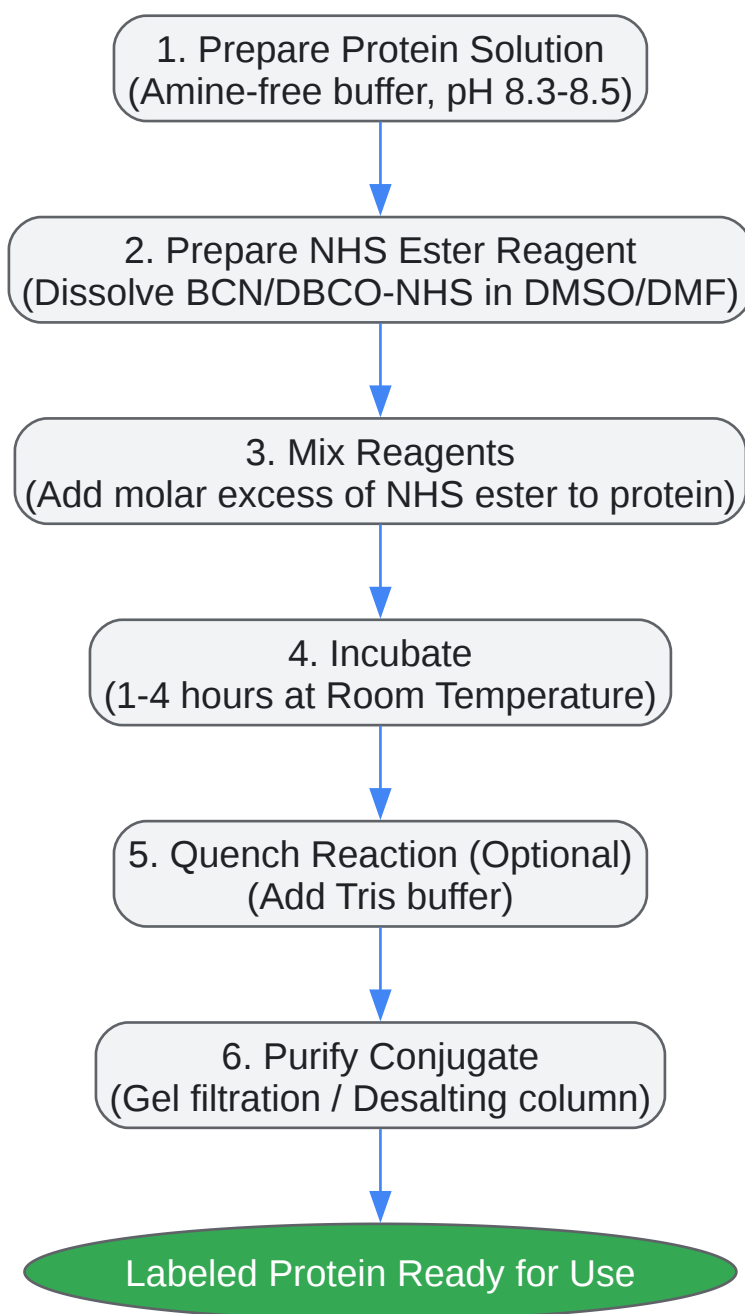 1. Prepare Protein Solution
(Amine-free buffer, pH 8.3-8.5)
2. Prepare NHS Ester Reagent
(Dissolve BCN/DBCO-NHS in DMSO/DMF)
3. Mix Reagents
(Add molar excess of NHS ester to protein)
4. Incubate
(1-4 hours at Room Temperature)
5. Quench Reaction (Optional)
(Add Tris buffer)
6. Purify Conjugate
(Gel filtration / Desalting column)
Labeled Protein Ready for Use